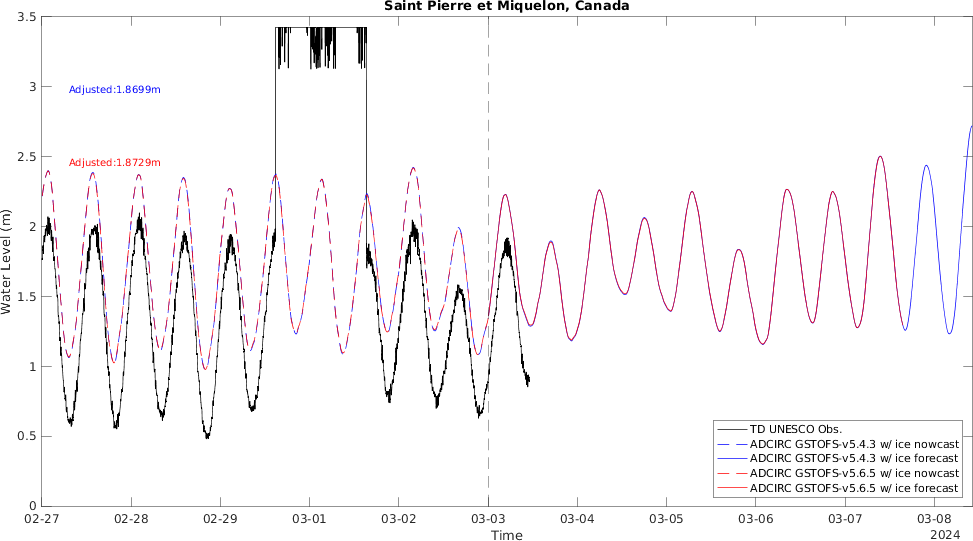 Saint Pierre et Miquelon, Canada
3.5
3
2.5
2
1.5
1
0.5
0
Water Level (m)
Adjusted:1.8699m
Adjusted:1.8729m
TD UNESCO Obs.
ADCIRC GSTOFS-v5.4.3 w/ ice nowcast
ADCIRC GSTOFS-v5.4.3 w/ ice forecast
ADCIRC GSTOFS-v5.6.5 w/ ice nowcast
ADCIRC GSTOFS-v5.6.5 w/ ice forecast
02-27 02-28 02-29 03-01 03-02 03-03 03-04 03-05 03-06 03-07 03-08
2024
Time